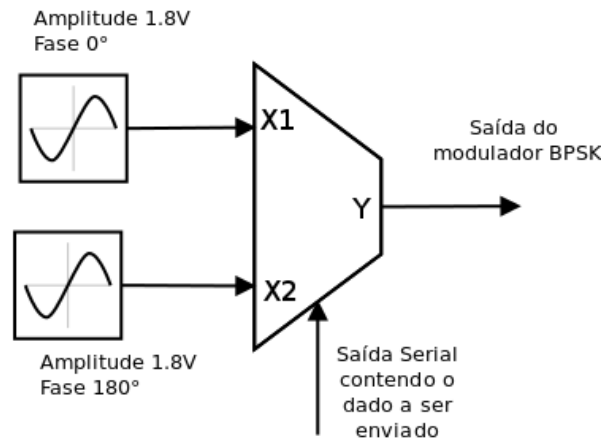 Amplitude 1.8V
Fase 0°
X1
Saída do
modulador BPSK
Y
X2
Amplitude 1.8V
Fase 180°
Saída Serial
contendo o
dado a ser
enviado